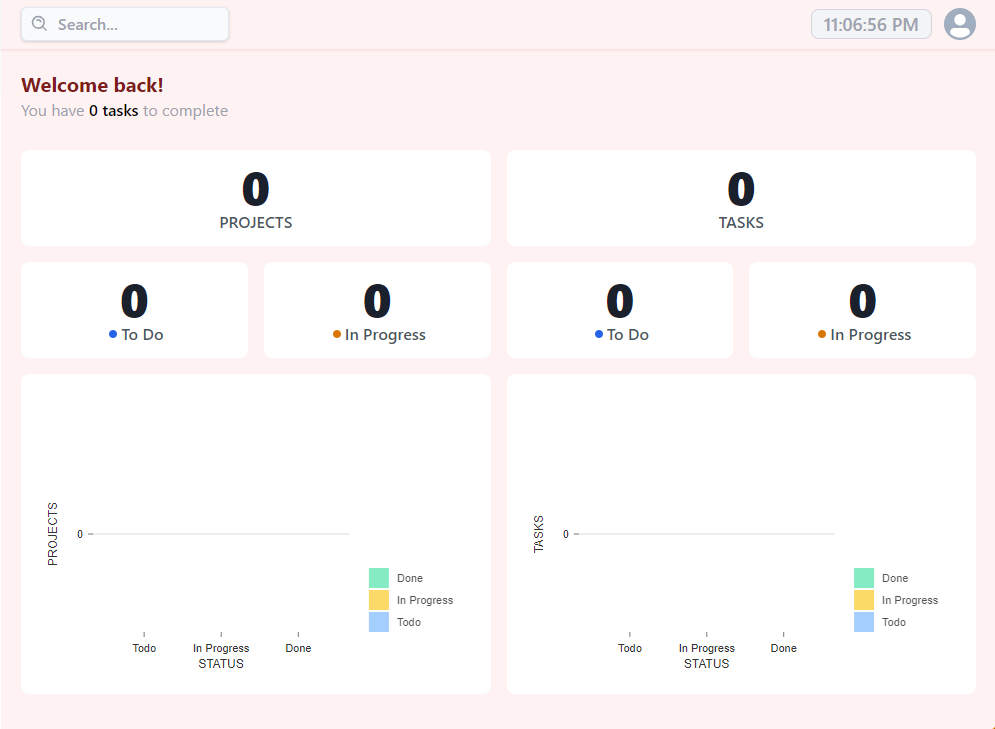 Search...
11:06:56 PM
Welcome back!
You have 0 tasks to complete
0
PROJECTS
0
TASKS
0
To Do
0
In Progress
0
To Do
0
In Progress
PROJECTS
0
Done
In Progress
Todo
Todo
In Progress
Done
STATUS
TASKS
0
Done
In Progress
Todo
Todo
In Progress
Done
STATUS